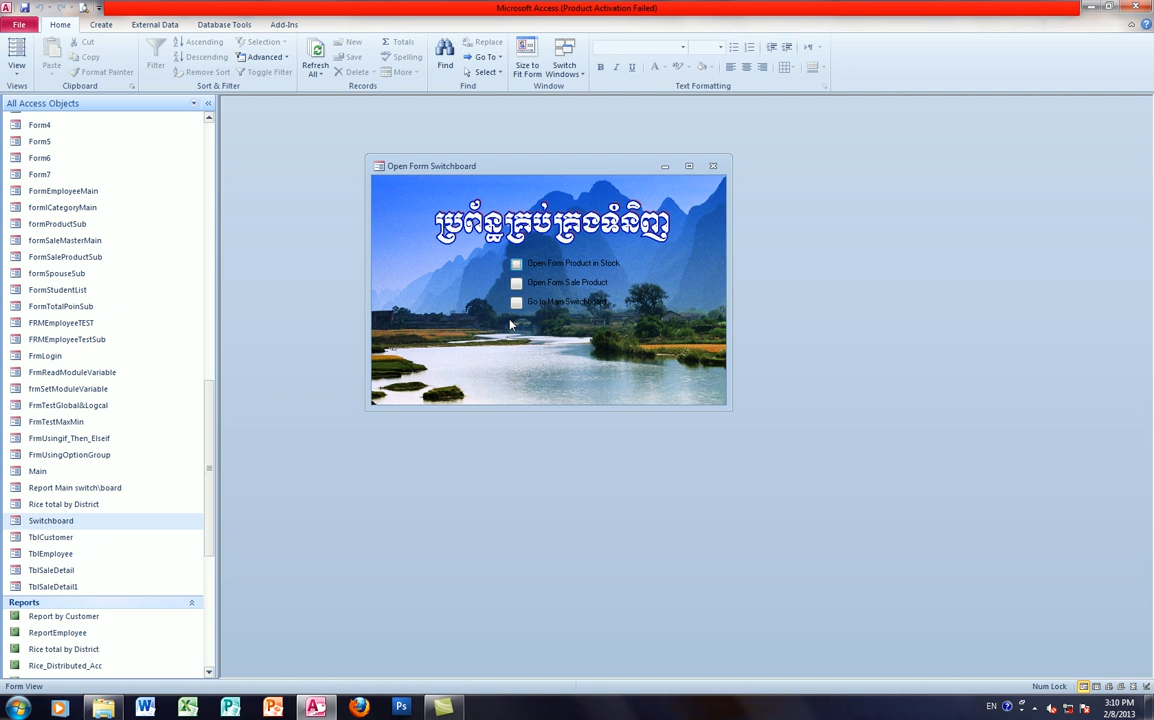 Microsoft Access (Product Activation Failed)
File
Home
Create
External Data
Database Tools
Add-Ins
View
Views
Paste
Cut
Copy
Format Painter
Clipboard
Filter
Ascending
Descending
Remove Sort
Selection
Advanced
Toggle Filter
Sort & Filter
Refresh All
New
Save
Delete
Totals
Spelling
More
Records
Find
Replace
Go To
Select
Find
Size to Fit Form
Switch Windows
Window
Text Formatting
All Access Objects
Form4
Form5
Form6
Form7
FormEmployeeMain
formlCategoryMain
formProductSub
formSaleMasterMain
FormSaleProductSub
formSpouseSub
FormStudentList
FormTotalPoinSub
FRMEmployeeTEST
FRMEmployeeTestSub
FrmLogin
FrmReadModuleVariable
frmSetModuleVariable
FrmTestGlobal&Logcal
FrmTestMaxMin
FrmUsingif_Then_Elseif
FrmUsingOptionGroup
Main
Report Main switch\board
Rice total by District
Switchboard
TblCustomer
TblEmployee
TblSaleDetail
TblSaleDetail1
Reports
Report by Customer
ReportEmployee
Rice total by District
Rice_Distributed_Acc
Open Form Switchboard
ប្រព័ន្ធគ្រប់គ្រងទំនិញ
Open Form Product in Stock
Open Form Sale Product
Go to Main Switchboard
Form View
Num Lock
EN
3:10 PM
2/8/2013